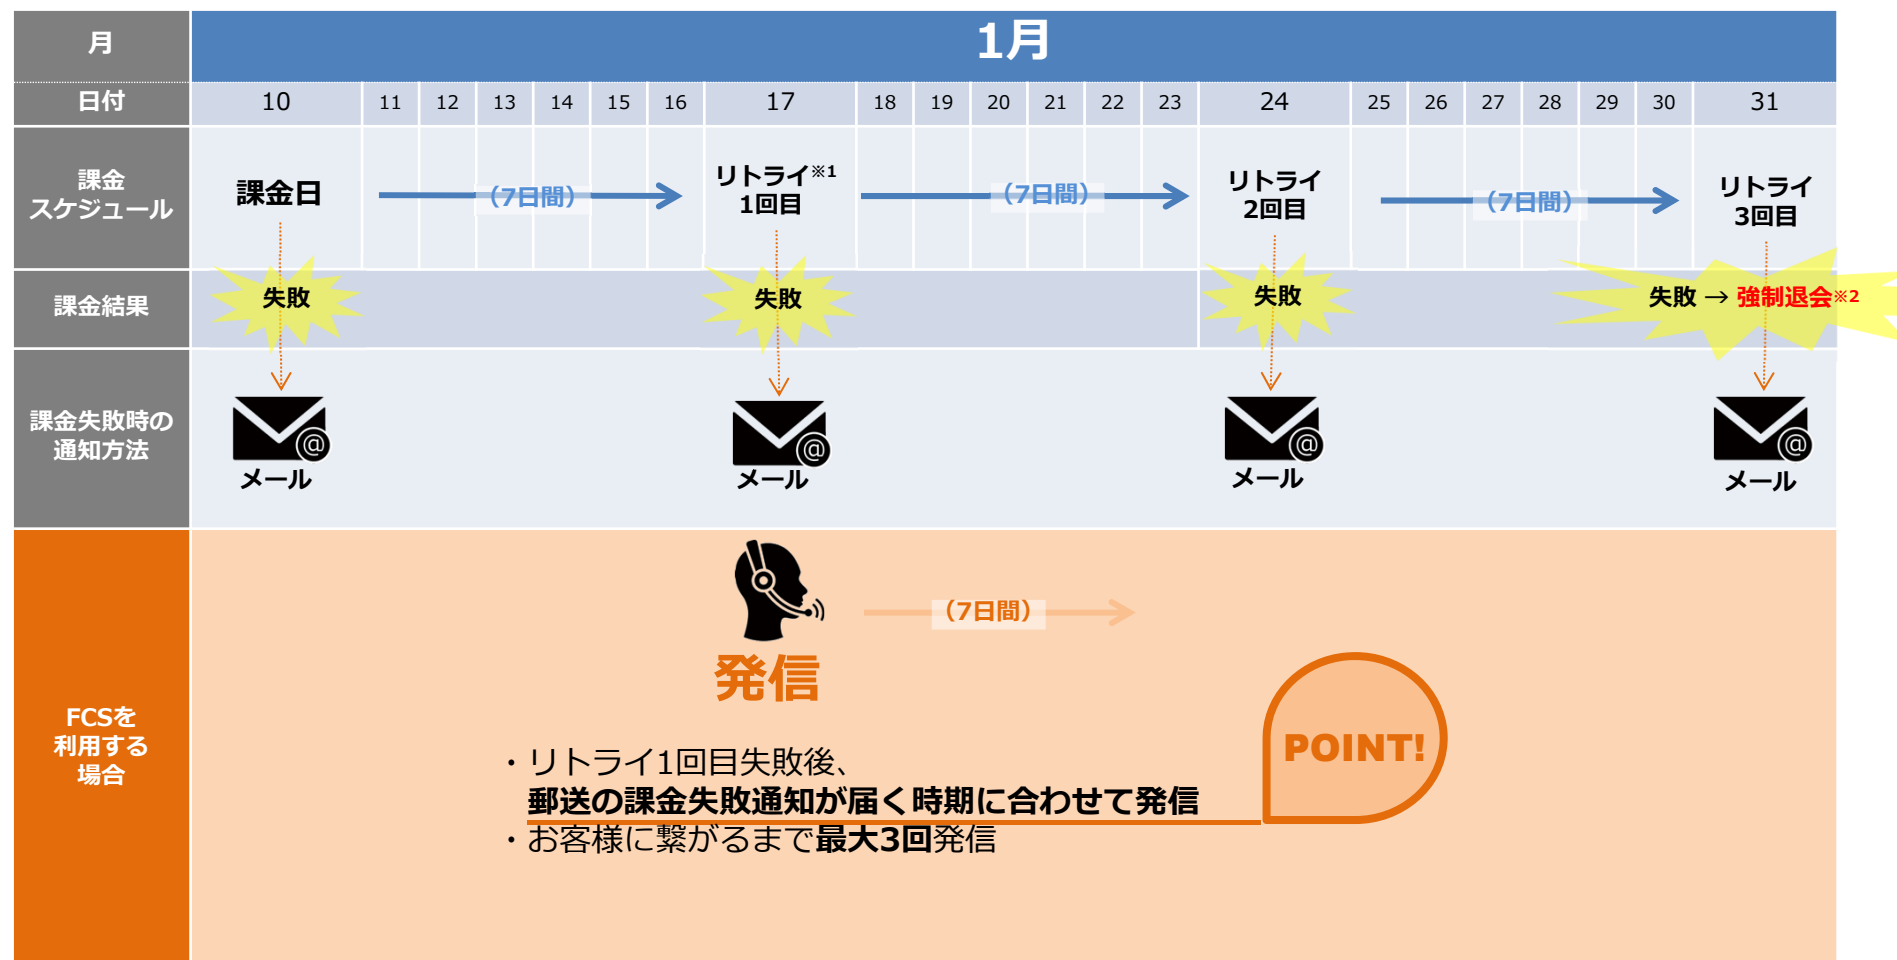 月
1月
日付
10 11 12 13 14 15 16 17 18 19 20 21 22 23 24 25 26 27 28 29 30 31
課金
スケジュール
課金日
（7日間）
リトライ※1
1回目
（7日間）
リトライ
2回目
（7日間）
リトライ
3回目
課金結果
失敗
失敗
失敗
失敗 → 強制退会※2
課金失敗時の
通知方法
@
メール
@
メール
@
メール
@
メール
FCSを
利用する
場合
発信
（7日間）
POINT!
・リトライ1回目失敗後、
郵送の課金失敗通知が届く時期に合わせて発信
・お客様に繋がるまで最大3回発信